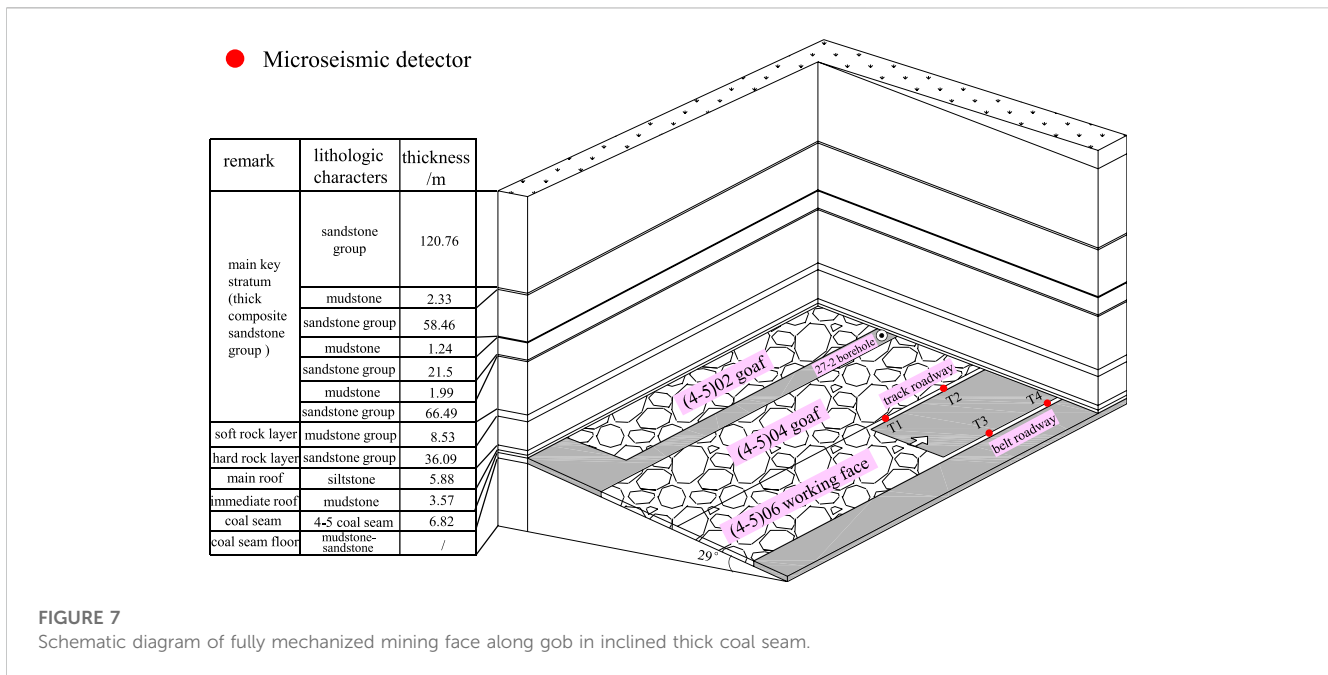 Microseismic detector
remark lithologic characters thickness /m
main key stratum (thick composite sandstone group )
sandstone group 120.76
mudstone 2.33
sandstone group 58.46
mudstone 1.24
sandstone group 21.5
mudstone 1.99
sandstone group 66.49
soft rock layer mudstone group 8.53
hard rock layer sandstone group 36.09
main roof siltstone 5.88
immediate roof mudstone 3.57
coal seam 4-5 coal seam 6.82
coal seam floor mudstone-sandstone /
(4-5)02 goaf
27-2 borehole
(4-5)04 goaf
track roadway
T1
T2
T3
T4
belt roadway
(4-5)06 working face
29°
FIGURE 7
Schematic diagram of fully mechanized mining face along gob in inclined thick coal seam.